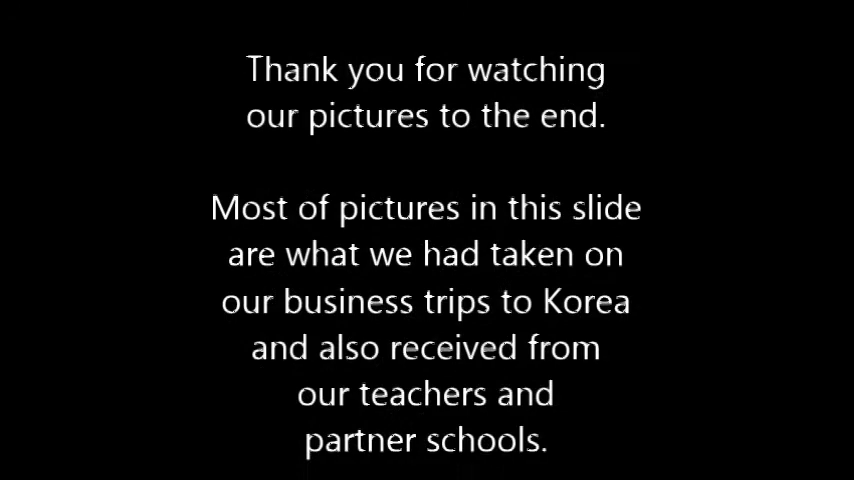 Thank you for watching
our pictures to the end.
Most of pictures in this slide
are what we had taken on
our business trips to Korea
and also received from
our teachers and
partner schools.